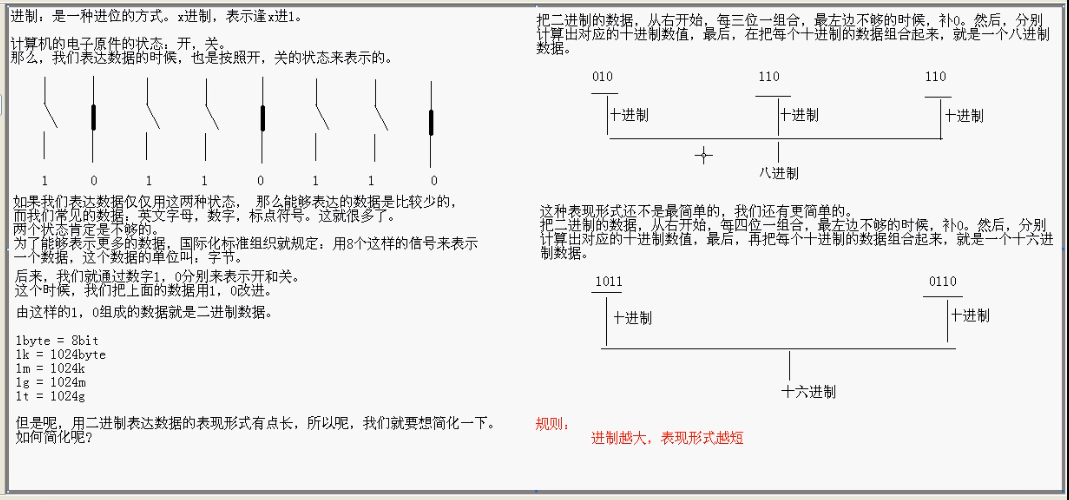 进制：是一种进位的方式。x进制，表示逢x进1。
计算机的电子原件的状态：开，关。
那么，我们表达数据的时候，也是按照开，关的状态来表示的。
1 0 1 1 0 1 1 0
如果我们表达数据仅仅用这两种状态， 那么能够表达的数据是比较少的，
而我们常见的数据：英文字母，数字，标点符号。这就很多了。
两个状态肯定是不够的。
为了能够表示更多的数据，国际化标准组织就规定：用8个这样的信号来表示
一个数据，这个数据的单位叫：字节。
后来，我们就通过数字1，0分别来表示开和关。
这个时候，我们把上面的数据用1，0改进。
由这样的1，0组成的数据就是二进制数据。
1byte = 8bit
1k = 1024byte
1m = 1024k
1g = 1024m
1t = 1024g
但是呢，用二进制表达数据的表现形式有点长，所以呢，我们就要想简化一下。
如何简化呢？
把二进制的数据，从右开始，每三位一组合，最左边不够的时候，补0。然后，分别
计算出对应的十进制数值，最后，在把每个十进制的数据组合起来，就是一个八进制
数据。
010 110 110
十进制 十进制 十进制
八进制
这种表现形式还不是最简单的，我们还有更简单的。
把二进制的数据，从右开始，每四位一组合，最左边不够的时候，补0。然后，分别
计算出对应的十进制数值，最后，再把每个十进制的数据组合起来，就是一个十六进
制数据。
1011 0110
十进制 十进制
十六进制
规则：
进制越大，表现形式越短